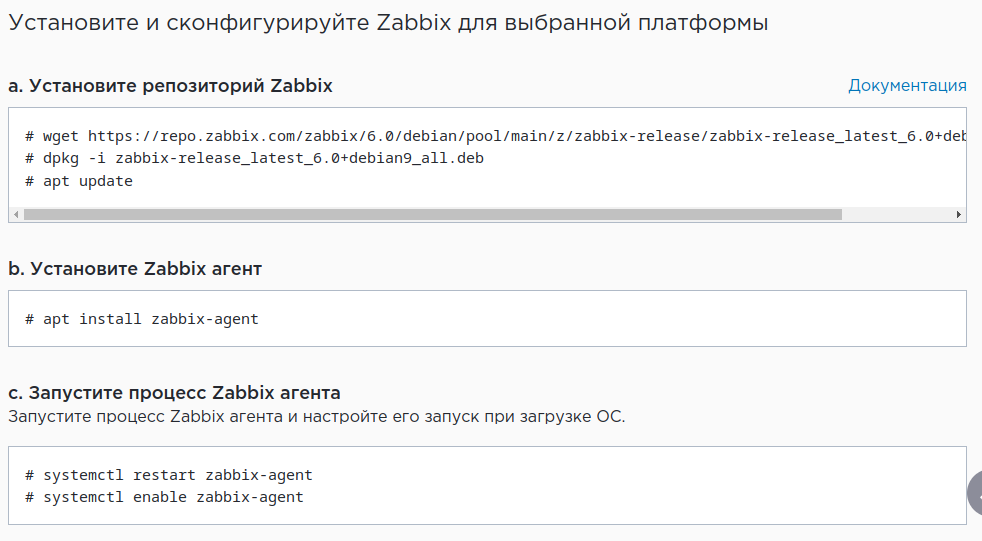 Установите и сконфигурируйте Zabbix для выбранной платформы
a. Установите репозиторий Zabbix
Документация
# wget https://repo.zabbix.com/zabbix/6.0/debian/pool/main/z/zabbix-release/zabbix-release_latest_6.0+deb
# dpkg -i zabbix-release_latest_6.0+debian9_all.deb
# apt update
b. Установите Zabbix агент
# apt install zabbix-agent
c. Запустите процесс Zabbix агента
Запустите процесс Zabbix агента и настройте его запуск при загрузке ОС.
# systemctl restart zabbix-agent
# systemctl enable zabbix-agent